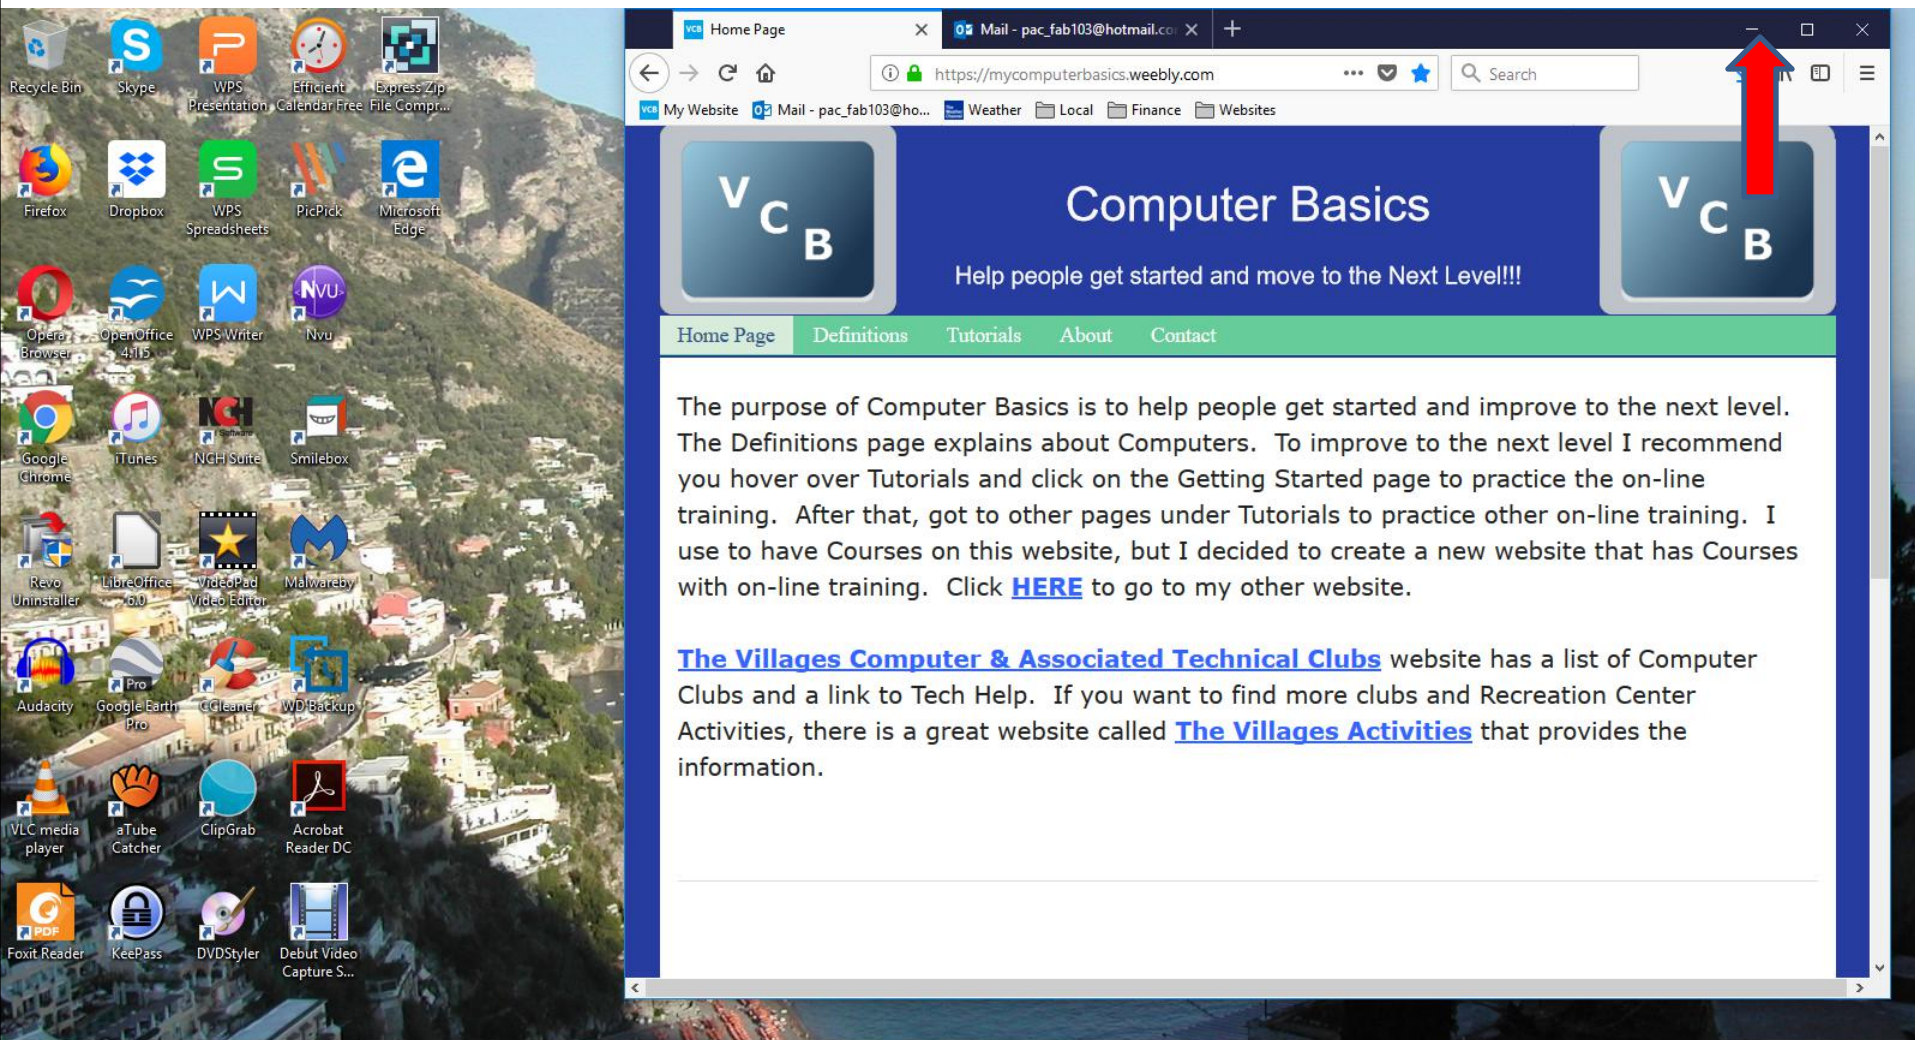 Recycle Bin
Skype
WPS
Presentation
Efficient
Calendar Free
Express Zip
File Compr...
Firefox
Dropbox
WPS
Spreadsheets
PicPick
Microsoft
Edge
Opera
Browser
OpenOffice
4.1.5
WPS Writer
NVU
Nvu
Google
Chrome
iTunes
NCH
Software
NCH Suite
Smilebox
Revo
Uninstaller
LibreOffice
6.0
VideoPad
Video Editor
Malwareby
Audacity
Pro
Google Earth
Pro
CCleaner
WD Backup
VLC media
player
aTube
Catcher
ClipGrab
Acrobat
Reader DC
PDF
Foxit Reader
KeePass
DVDStyler
Debut Video
Capture S...
VCB Home Page
Mail - pac_fab103@hotmail.co
https://mycomputerbasics.weebly.com
Search
VCB My Website Mail - pac_fab103@ho... Weather Local Finance Websites
V C B
Computer Basics
Help people get started and move to the Next Level!!!
V C B
Home Page Definitions Tutorials About Contact
The purpose of Computer Basics is to help people get started and improve to the next level.
The Definitions page explains about Computers. To improve to the next level I recommend
you hover over Tutorials and click on the Getting Started page to practice the on-line
training. After that, got to other pages under Tutorials to practice other on-line training. I
use to have Courses on this website, but I decided to create a new website that has Courses
with on-line training. Click HERE to go to my other website.
The Villages Computer & Associated Technical Clubs website has a list of Computer
Clubs and a link to Tech Help. If you want to find more clubs and Recreation Center
Activities, there is a great website called The Villages Activities that provides the
information.